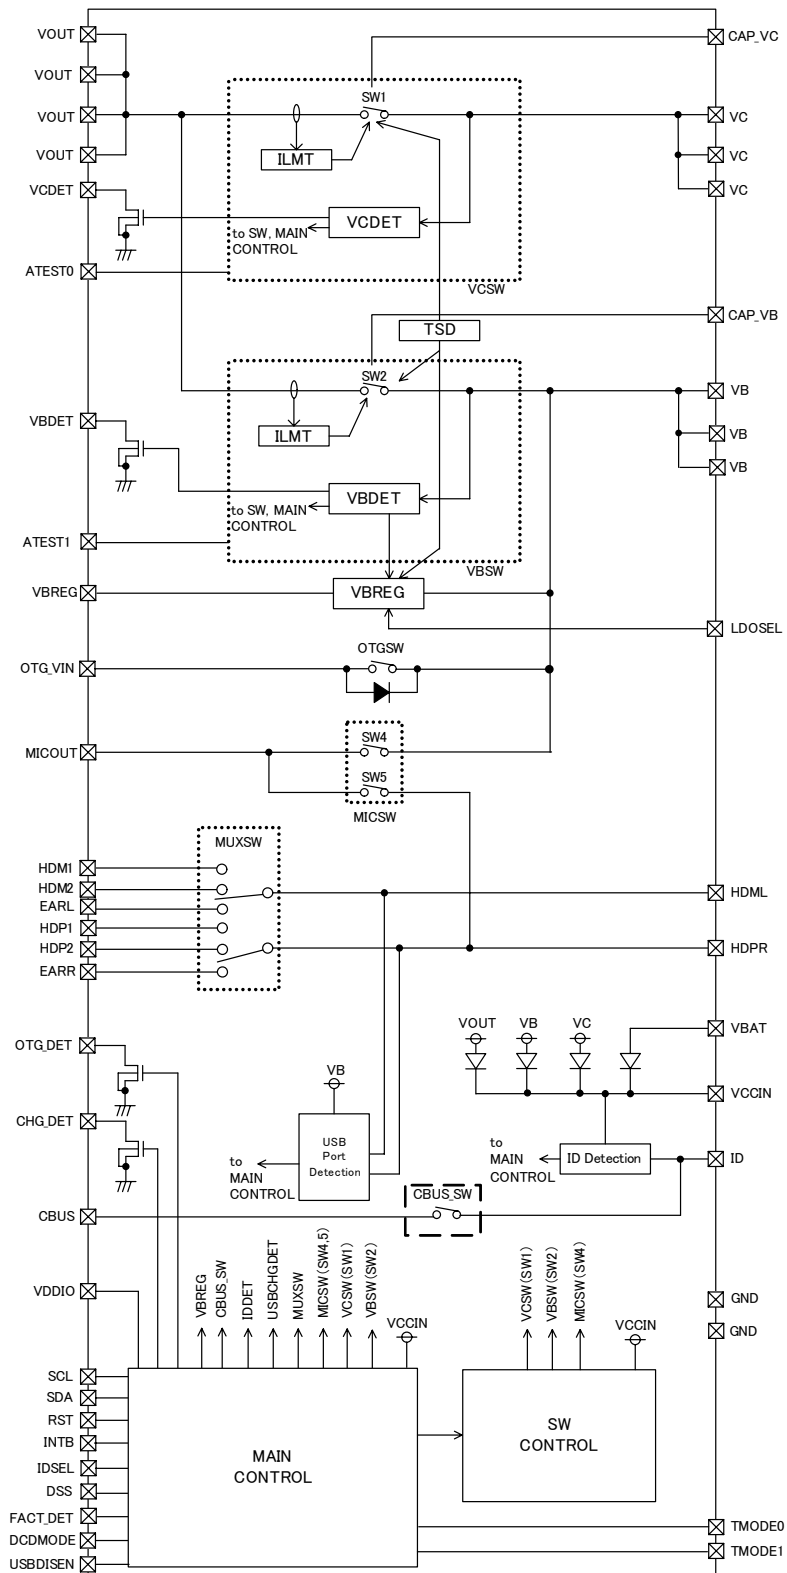 VOUT
CAP_VC
VOUT
SW1
VOUT
VC
ILMT
VOUT
VC
VCDET
VC
VCDET
to SW, MAIN
CONTROL
ATEST0
VCSW
CAP_VB
TSD
SW2
VB
VBDET
VB
ILMT
VB
VBDET
to SW, MAIN
CONTROL
ATEST1
VBSW
VBREG
VBREG
LDOSEL
OTGSW
OTG_VIN
SW4
MICOUT
SW5
MICSW
MUXSW
HDM1
HDM2
HDML
EARL
HDP1
HDP2
HDPR
EARR
VOUT
VB
VC
VBAT
OTG_DET
VB
VCCIN
CHG_DET
USB
Port
Detection
to
MAIN
CONTROL
to
MAIN
CONTROL
ID Detection
ID
CBUS_SW
CBUS
VBREG
CBUS_SW
IDDET
USBCHGDET
MUXSW
MICSW(SW4,5)
VCSW(SW1)
VBSW(SW2)
VCCIN
VCSW(SW1)
VBSW(SW2)
MICSW(SW4)
VCCIN
VDDIO
GND
GND
SCL
SDA
RST
INTB
IDSEL
DSS
FACT_DET
DCDMODE
USBDISEN
MAIN
CONTROL
SW
CONTROL
TMODE0
TMODE1